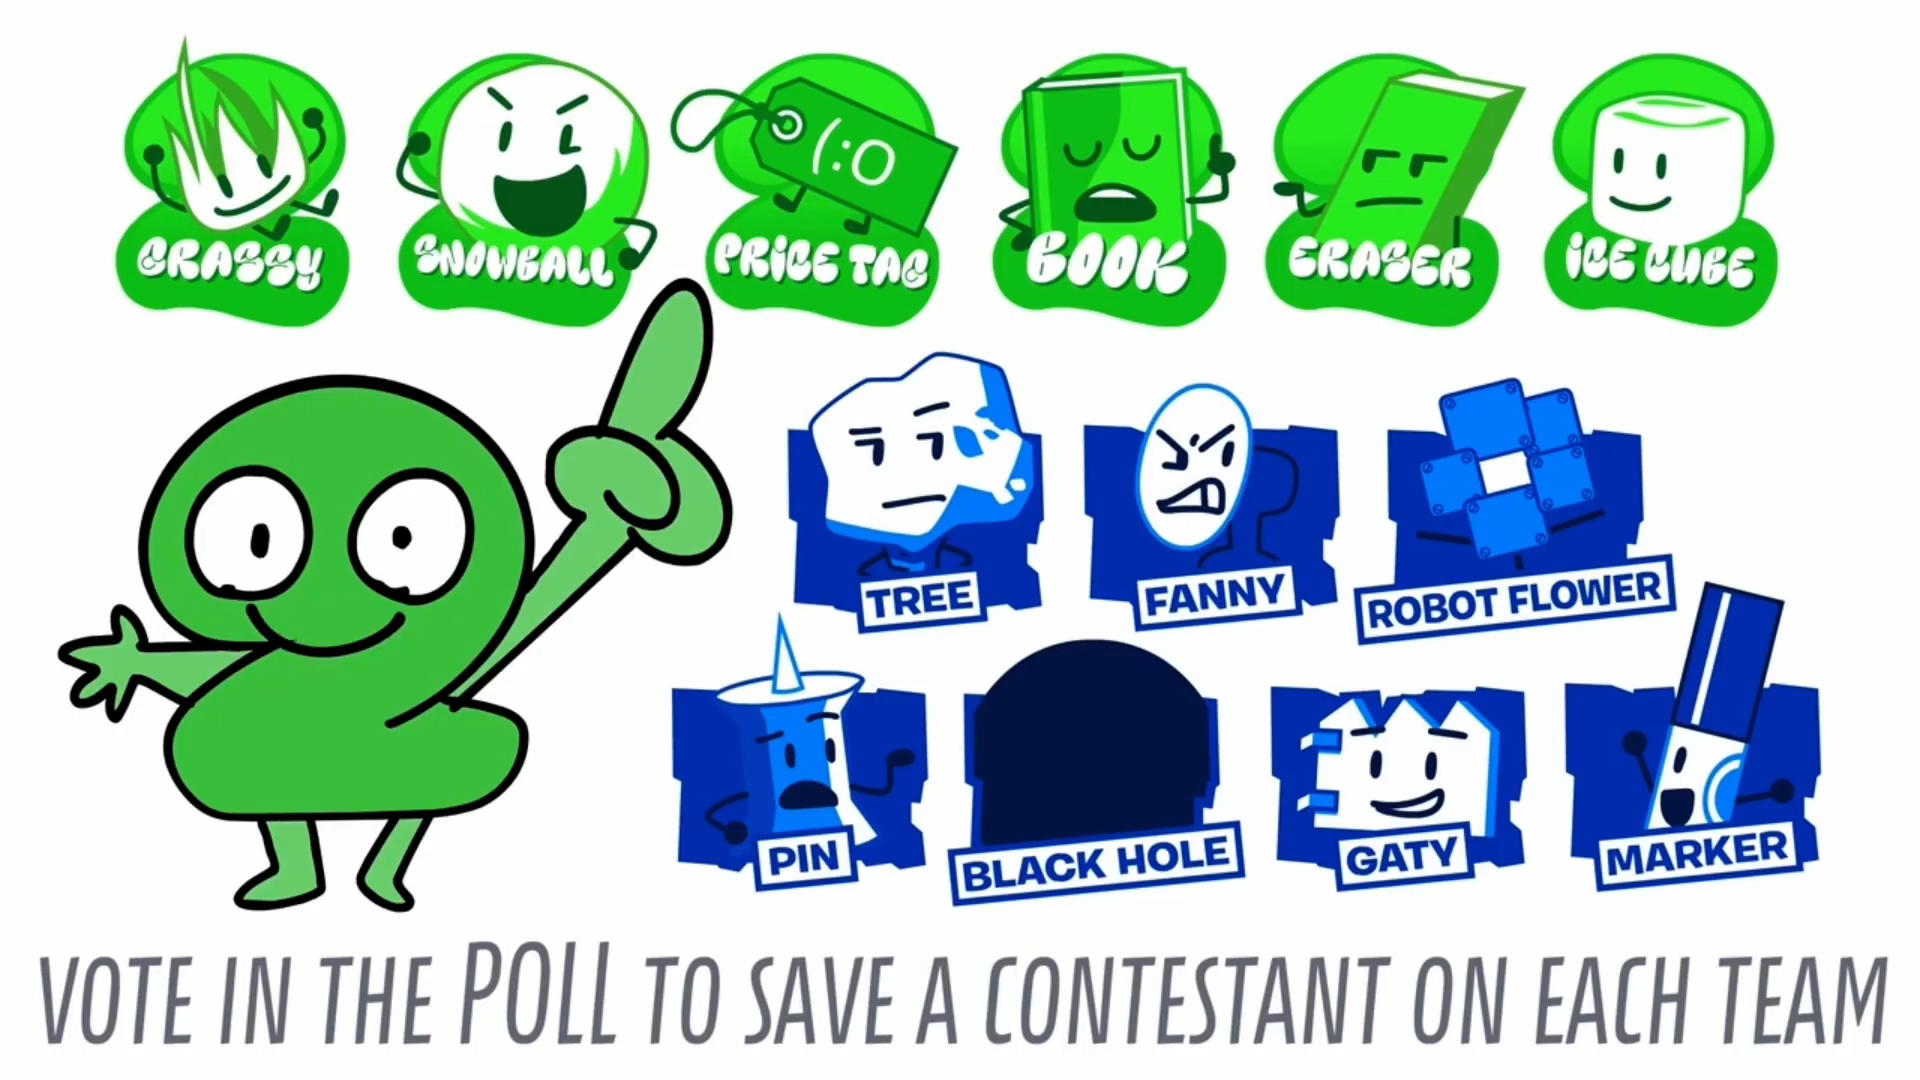 GRASSY
SNOWBALL
PRICE TAG
(:O
BOOK
ERASER
ICE CUBE
TREE
FANNY
ROBOT FLOWER
PIN
BLACK HOLE
GATY
MARKER
VOTE IN THE POLL TO SAVE A CONTESTANT ON EACH TEAM